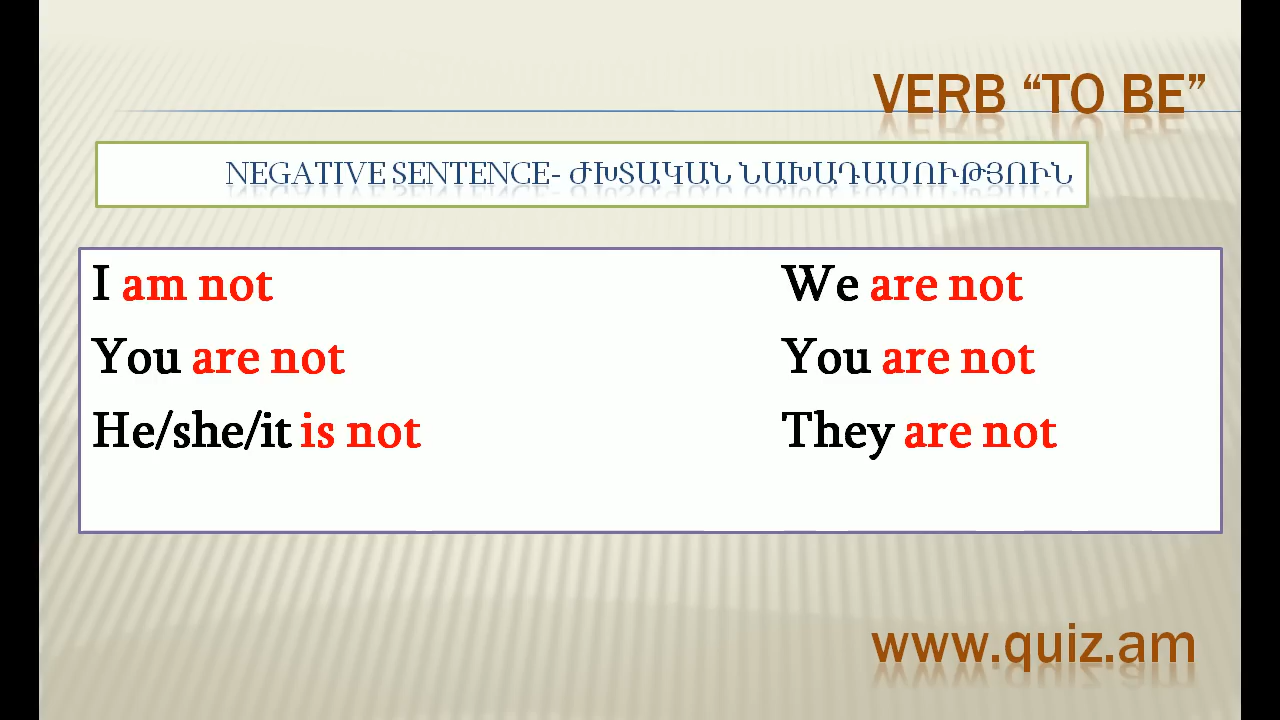 VERB “TO BE”
NEGATIVE SENTENCE- ԺԽՏԱԿԱՆ ՆԱԽԱԴԱՍՈՒԹՅՈՒՆ
I am not
You are not
He/she/it is not
We are not
You are not
They are not
www.quiz.am